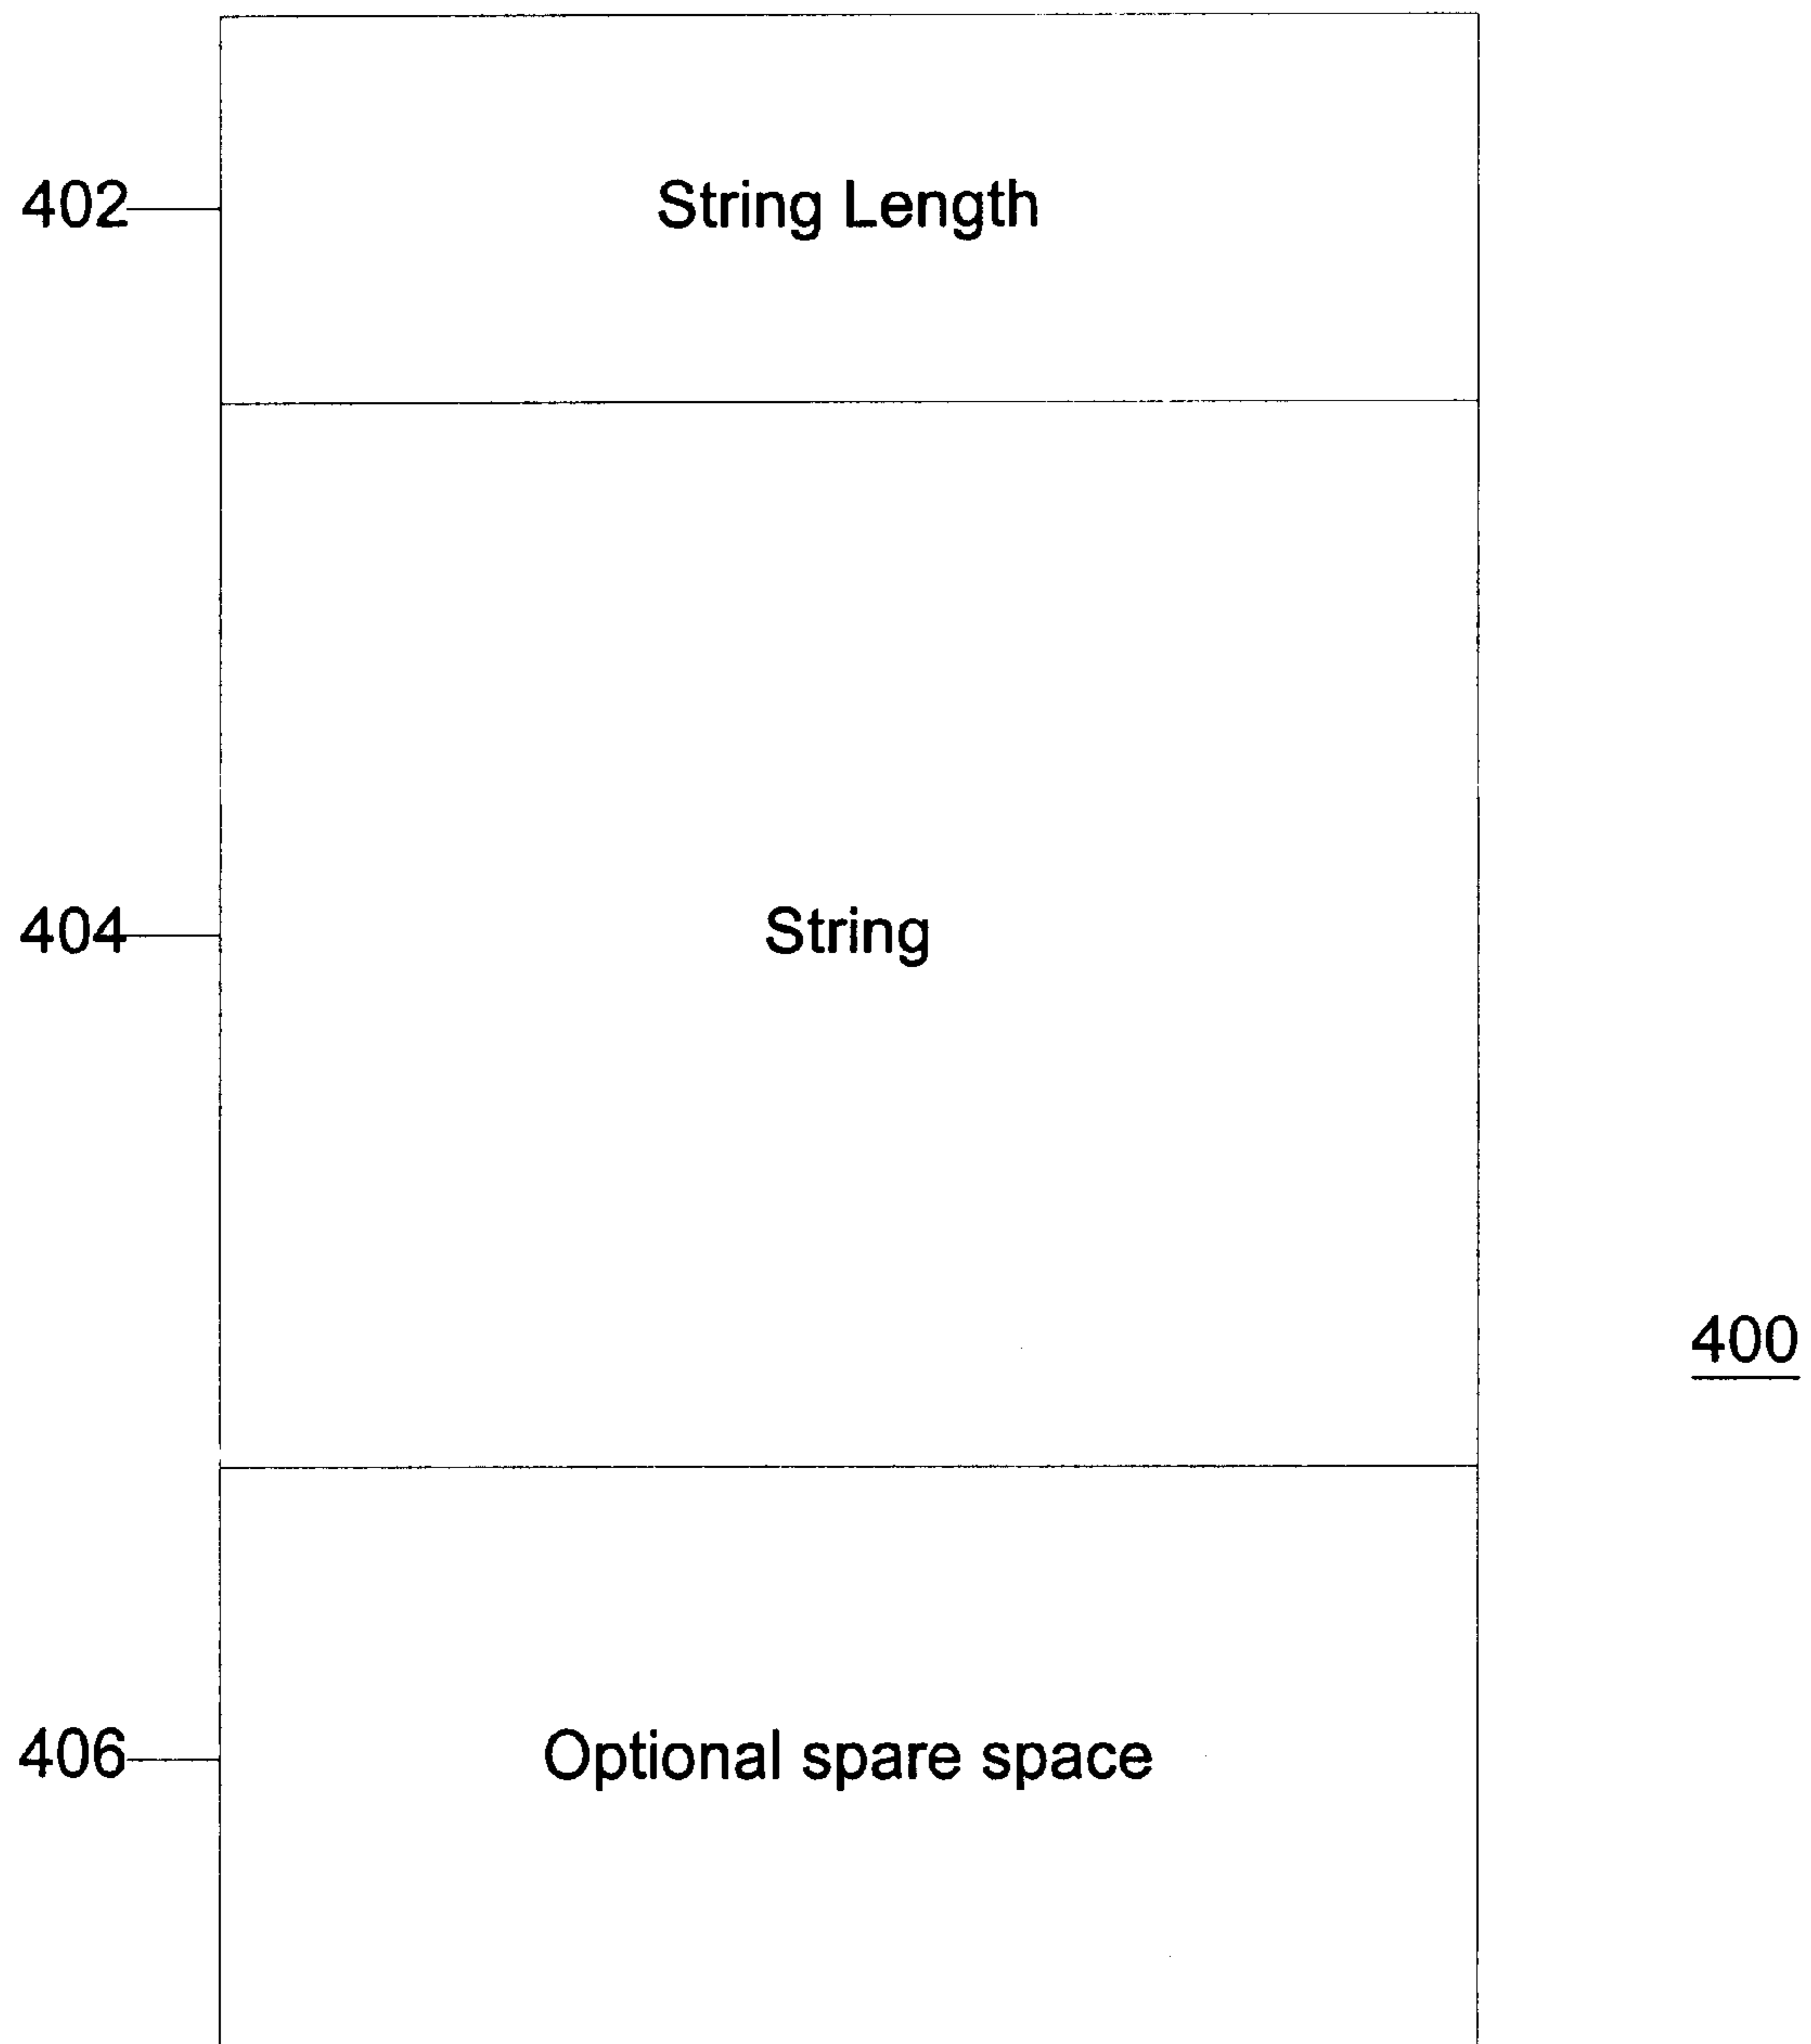 402
String Length
404
String
400
406
Optional spare space